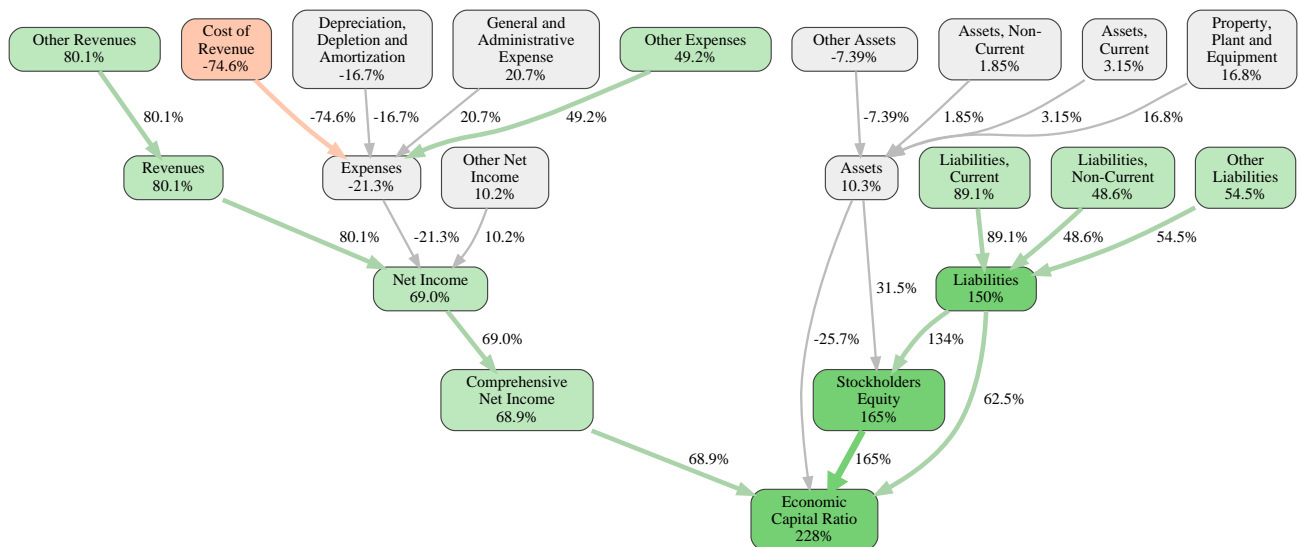 Other Revenues
80.1%
Cost of
Revenue
-74.6%
Depreciation,
Depletion and
Amortization
-16.7%
General and
Administrative
Expense
20.7%
Other Expenses
49.2%
Other Assets
-7.39%
Assets, Non-
Current
1.85%
Assets,
Current
3.15%
Property,
Plant and
Equipment
16.8%
80.1%
-74.6%
-16.7%
20.7%
49.2%
-7.39%
1.85%
3.15%
16.8%
Revenues
80.1%
Expenses
-21.3%
Other Net
Income
10.2%
Assets
10.3%
Liabilities,
Current
89.1%
Liabilities,
Non-Current
48.6%
Other
Liabilities
54.5%
80.1%
-21.3%
10.2%
89.1%
48.6%
54.5%
Net Income
69.0%
31.5%
Liabilities
150%
69.0%
-25.7%
134%
Comprehensive
Net Income
68.9%
Stockholders
Equity
165%
62.5%
68.9%
165%
Economic
Capital Ratio
228%